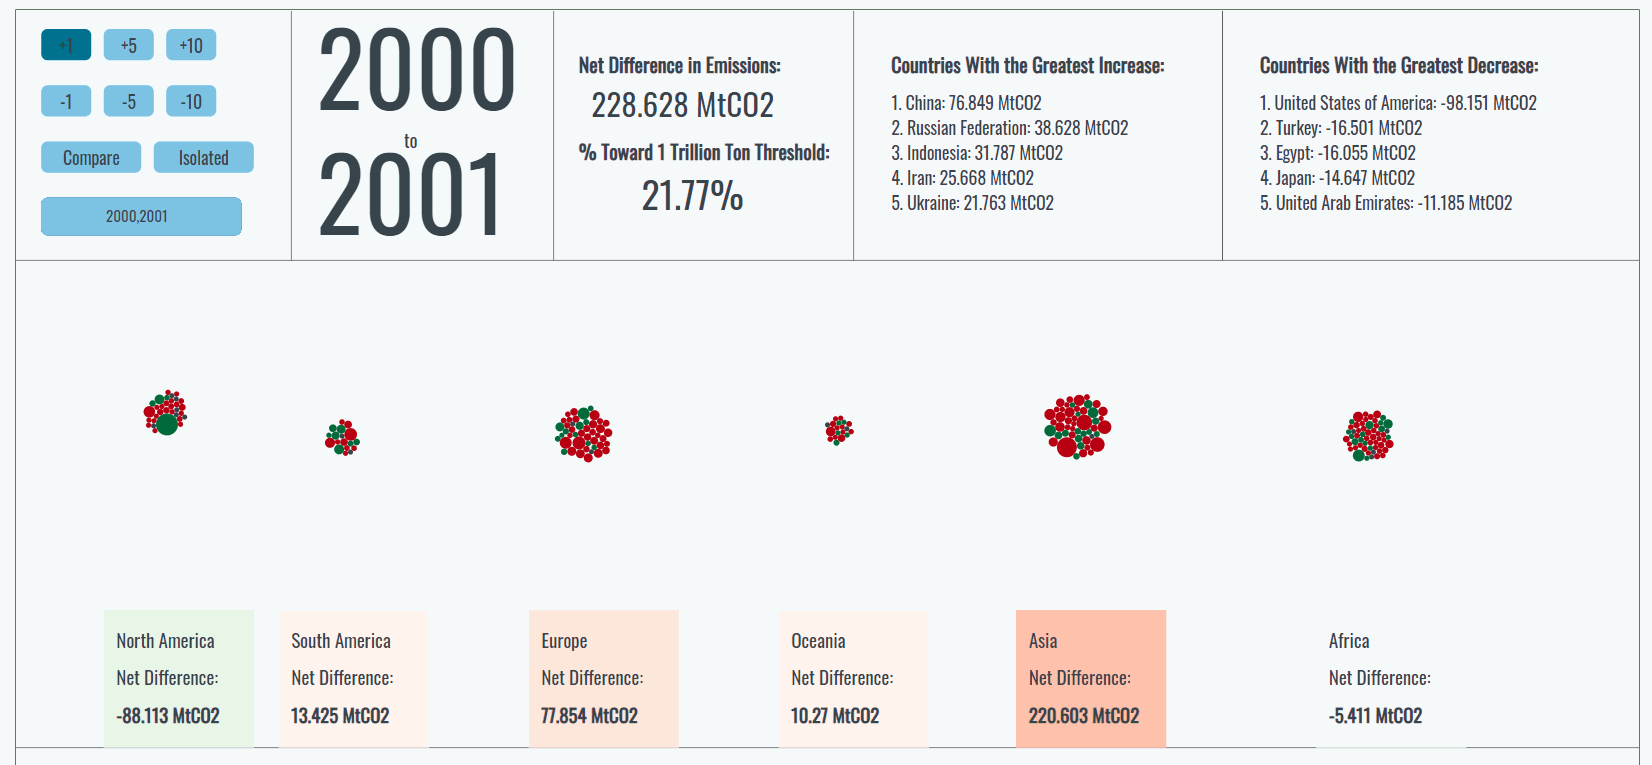 +1 +5 +10
-1 -5 -10
Compare Isolated
2000,2001
2000
to
2001
Net Difference in Emissions:
228.628 MtCO2
% Toward 1 Trillion Ton Threshold:
21.77%
Countries With the Greatest Increase:
1. China: 76.849 MtCO2
2. Russian Federation: 38.628 MtCO2
3. Indonesia: 31.787 MtCO2
4. Iran: 25.668 MtCO2
5. Ukraine: 21.763 MtCO2
Countries With the Greatest Decrease:
1. United States of America: -98.151 MtCO2
2. Turkey: -16.501 MtCO2
3. Egypt: -16.055 MtCO2
4. Japan: -14.647 MtCO2
5. United Arab Emirates: -11.185 MtCO2
North America
Net Difference:
-88.113 MtCO2
South America
Net Difference:
13.425 MtCO2
Europe
Net Difference:
77.854 MtCO2
Oceania
Net Difference:
10.27 MtCO2
Asia
Net Difference:
220.603 MtCO2
Africa
Net Difference:
-5.411 MtCO2